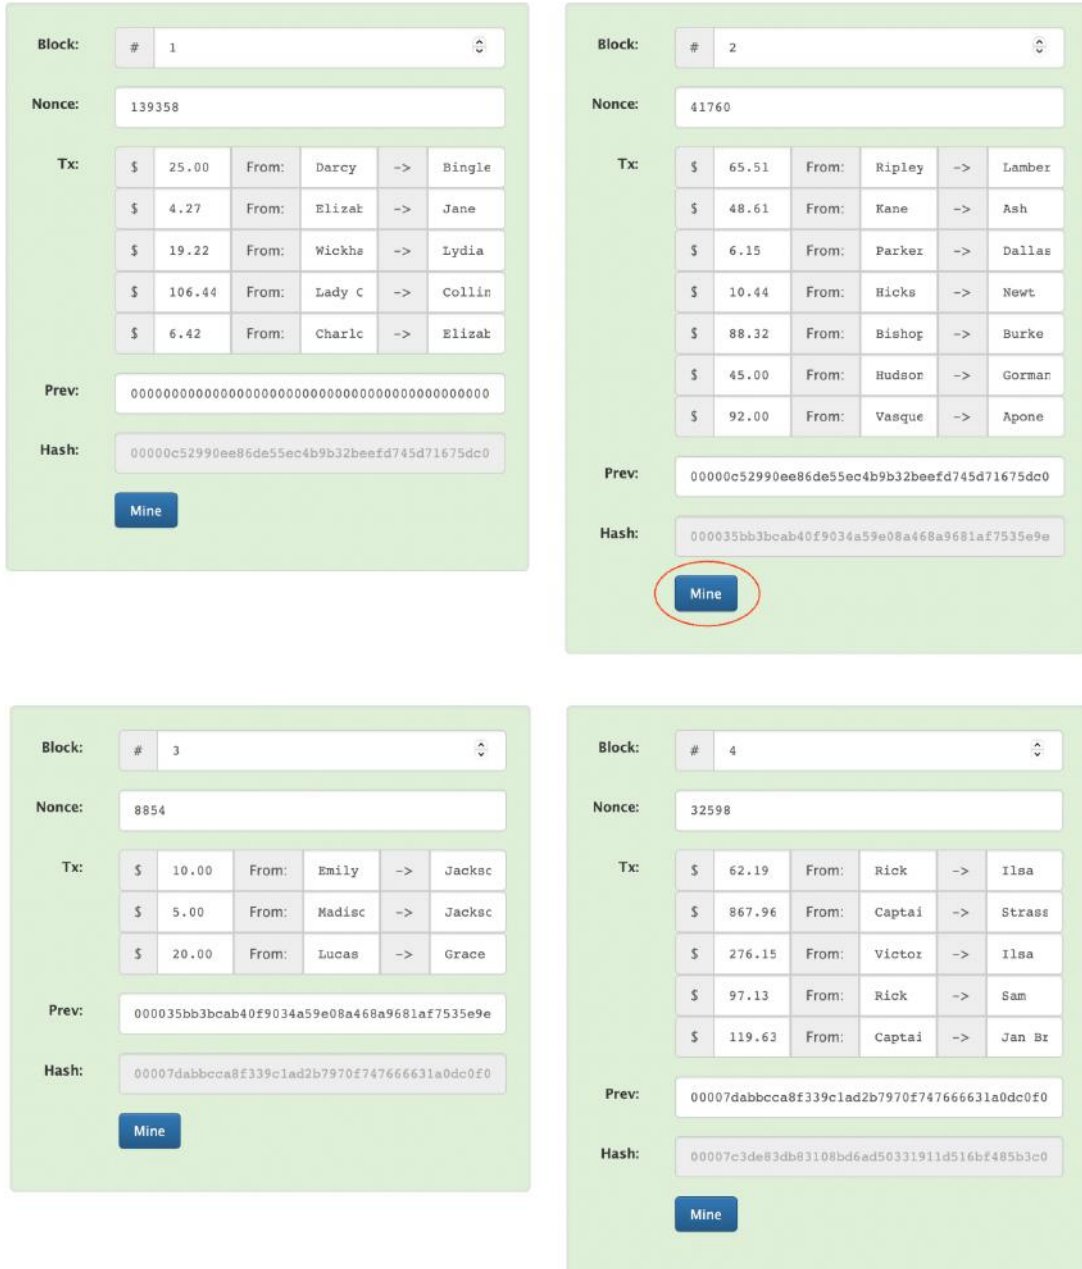 Block: # 1
Nonce: 139358
Tx: $ 25.00 From: Darcy -> Bingle
$ 4.27 From: Elizab -> Jane
$ 19.22 From: Wickha -> Lydia
$ 106.44 From: Lady C -> Collin
$ 6.42 From: Charlo -> Elizab
Prev: 0000000000000000000000000000000000000000000
Hash: 00000c52990ee86de55ec4b9b32beefd745d71675dc0
Mine
Block: # 2
Nonce: 41760
Tx: $ 65.51 From: Ripley -> Lamber
$ 48.61 From: Kane -> Ash
$ 6.15 From: Parker -> Dallas
$ 10.44 From: Hicks -> Newt
$ 88.32 From: Bishop -> Burke
$ 45.00 From: Hudson -> Gorman
$ 92.00 From: Vasque -> Apone
Prev: 00000c52990ee86de55ec4b9b32beefd745d71675dc0
Hash: 000035bb3bcab40f9034a59e08a468a9681af7535e9e
Mine
Block: # 3
Nonce: 8854
Tx: $ 10.00 From: Emily -> Jackso
$ 5.00 From: Madiso -> Jackso
$ 20.00 From: Lucas -> Grace
Prev: 000035bb3bcab40f9034a59e08a468a9681af7535e9e
Hash: 00007dabbcca8f339c1ad2b7970f747666631a0dc0f0
Mine
Block: # 4
Nonce: 32598
Tx: $ 62.19 From: Rick -> Ilsa
$ 867.96 From: Captai -> Strass
$ 276.15 From: Victor -> Ilsa
$ 97.13 From: Rick -> Sam
$ 119.63 From: Captai -> Jan Br
Prev: 00007dabbcca8f339c1ad2b7970f747666631a0dc0f0
Hash: 00007c3de83db83108bd6ad50331911d516bf485b3c0
Mine